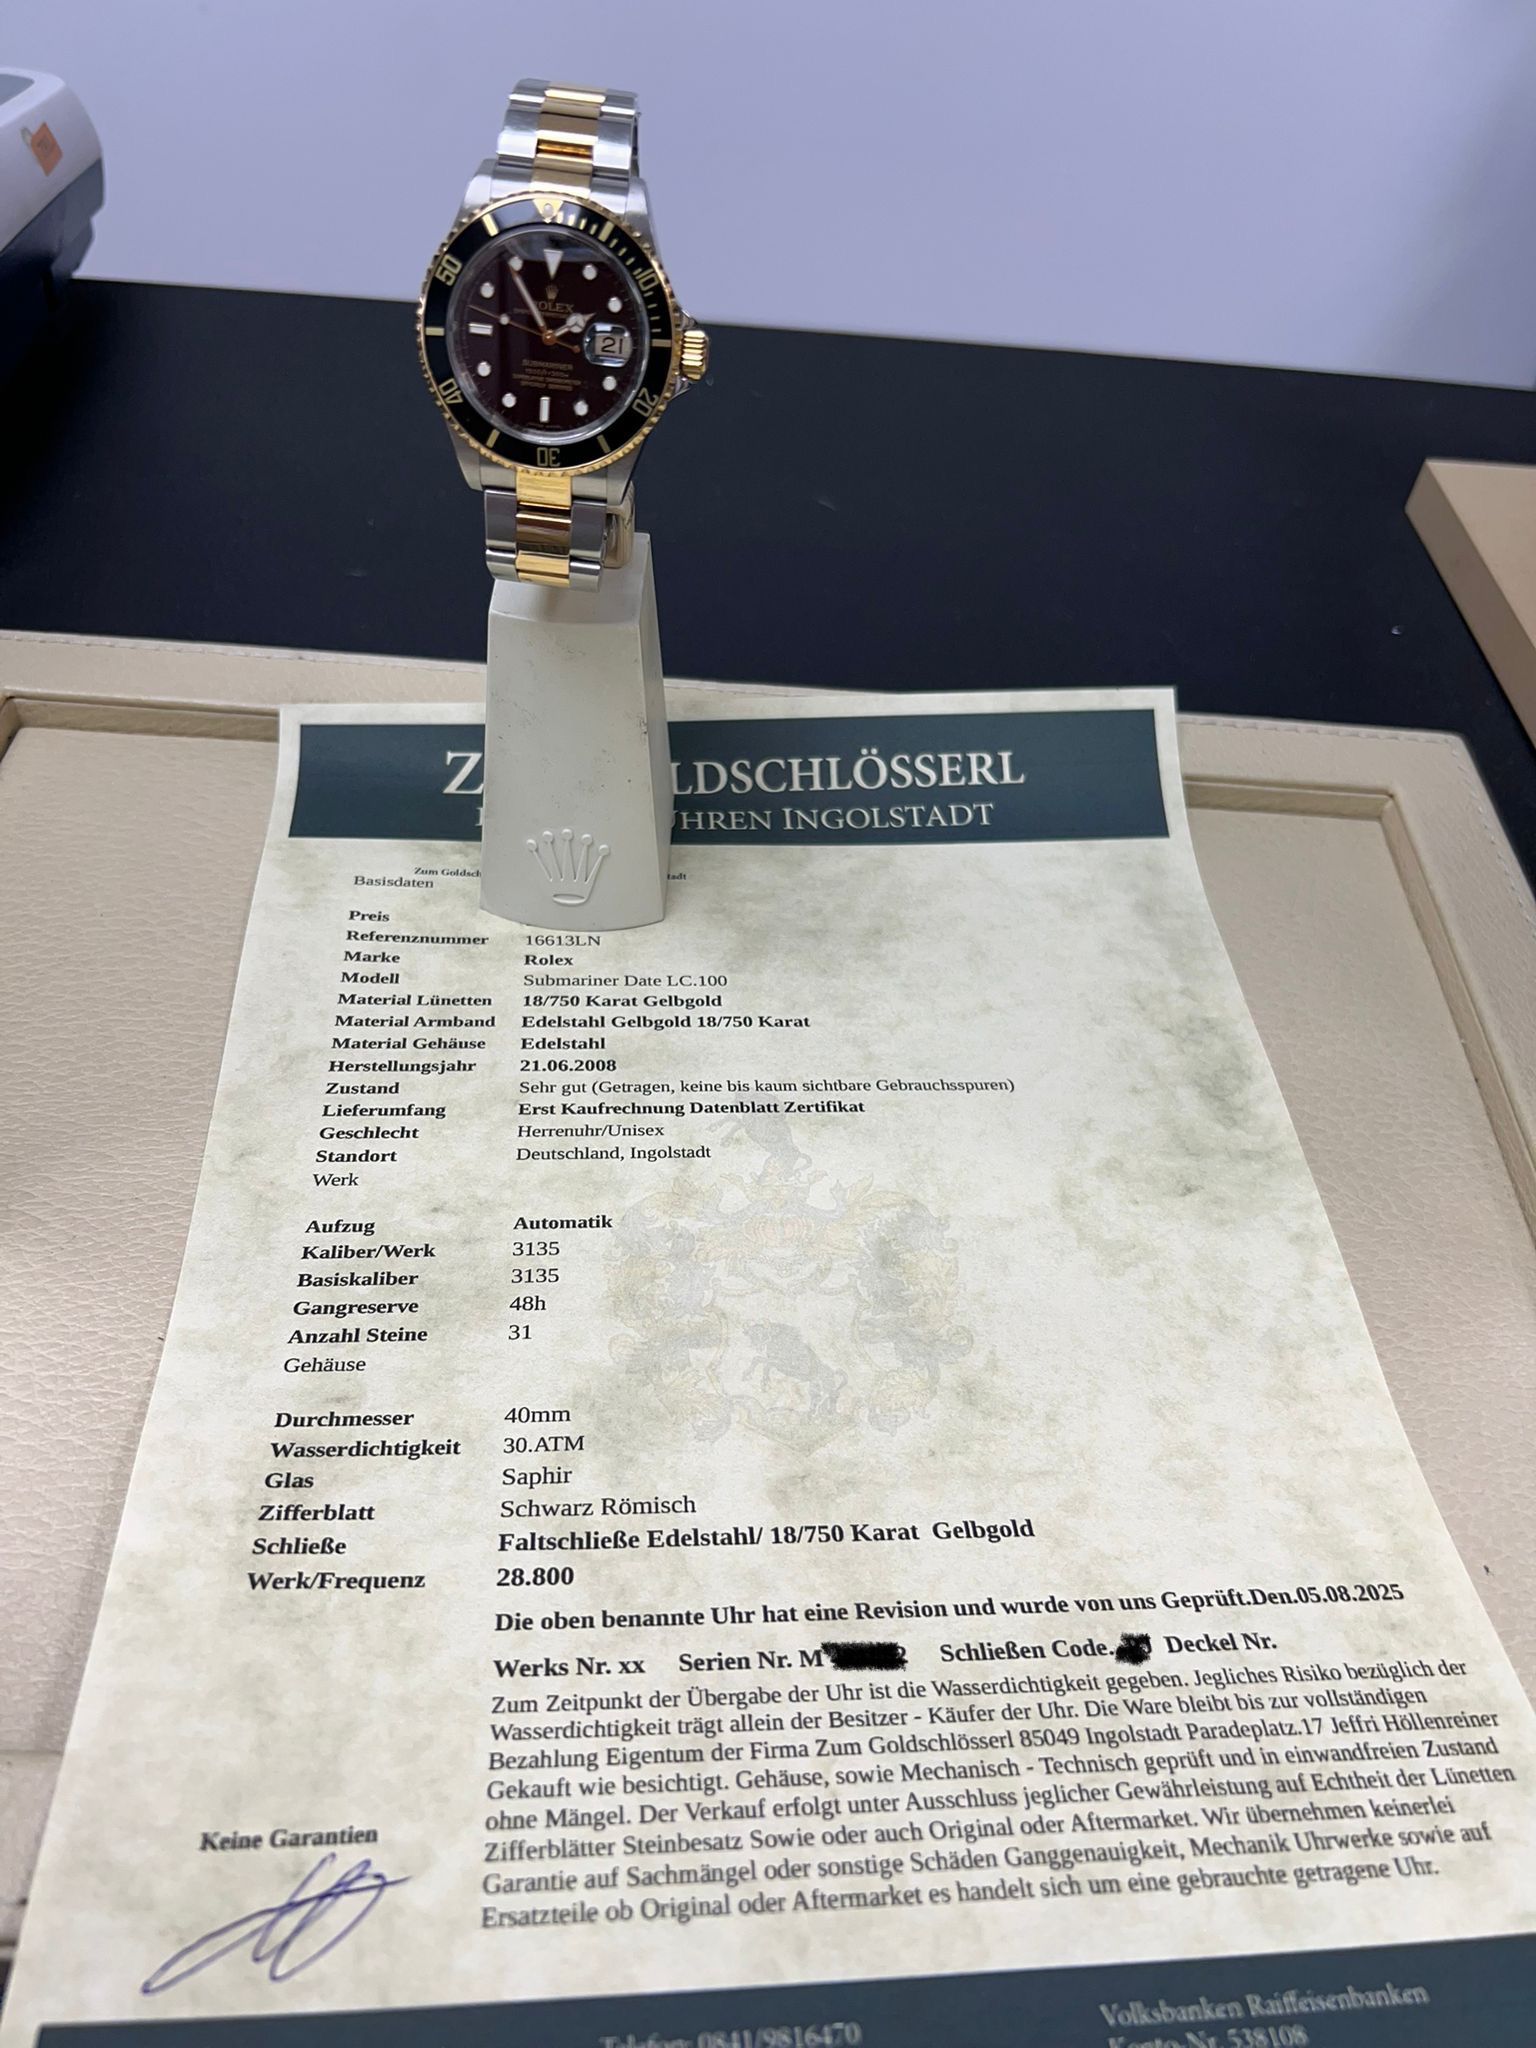 50
10
40
20
30
ROLEX
21
SUBMARINER
LDSCHLÖSSERL
UHREN INGOLSTADT
Zum Goldsch
Basisdaten
Preis
Referenznummer 16613LN
Marke Rolex
Modell Submariner Date LC.100
Material Lünetten 18/750 Karat Gelbgold
Material Armband Edelstahl Gelbgold 18/750 Karat
Material Gehäuse Edelstahl
Herstellungsjahr 21.06.2008
Zustand Sehr gut (Getragen, keine bis kaum sichtbare Gebrauchsspuren)
Lieferumfang Erst Kaufrechnung Datenblatt Zertifikat
Geschlecht Herrenuhr/Unisex
Standort Deutschland, Ingolstadt
Werk
Aufzug Automatik
Kaliber/Werk 3135
Basiskaliber 3135
Gangreserve 48h
Anzahl Steine 31
Gehäuse
Durchmesser 40mm
Wasserdichtigkeit 30.ATM
Glas Saphir
Zifferblatt Schwarz Römisch
Schließe Faltschließe Edelstahl/ 18/750 Karat Gelbgold
Werk/Frequenz 28.800
Die oben benannte Uhr hat eine Revision und wurde von uns Geprüft.Den.05.08.2025
Werks Nr. xx Serien Nr. M 2 Schließen Code. Deckel Nr.
Zum Zeitpunkt der Übergabe der Uhr ist die Wasserdichtigkeit gegeben. Jegliches Risiko bezüglich der
Wasserdichtigkeit trägt allein der Besitzer - Käufer der Uhr. Die Ware bleibt bis zur vollständigen
Bezahlung Eigentum der Firma Zum Goldschlösserl 85049 Ingolstadt Paradeplatz.17 Jeffri Höllenreiner
Gekauft wie besichtigt. Gehäuse, sowie Mechanisch - Technisch geprüft und in einwandfreien Zustand
ohne Mängel. Der Verkauf erfolgt unter Ausschluss jeglicher Gewährleistung auf Echtheit der Lünetten
Zifferblätter Steinbesatz Sowie oder auch Original oder Aftermarket. Wir übernehmen keinerlei
Garantie auf Sachmängel oder sonstige Schäden Ganggenauigkeit, Mechanik Uhrwerke sowie auf
Ersatzteile ob Original oder Aftermarket es handelt sich um eine gebrauchte getragene Uhr.
Keine Garantien
Volksbanken Raiffeisenbanken
Telefon: 0841/9816470
Konto-Nr. 538108